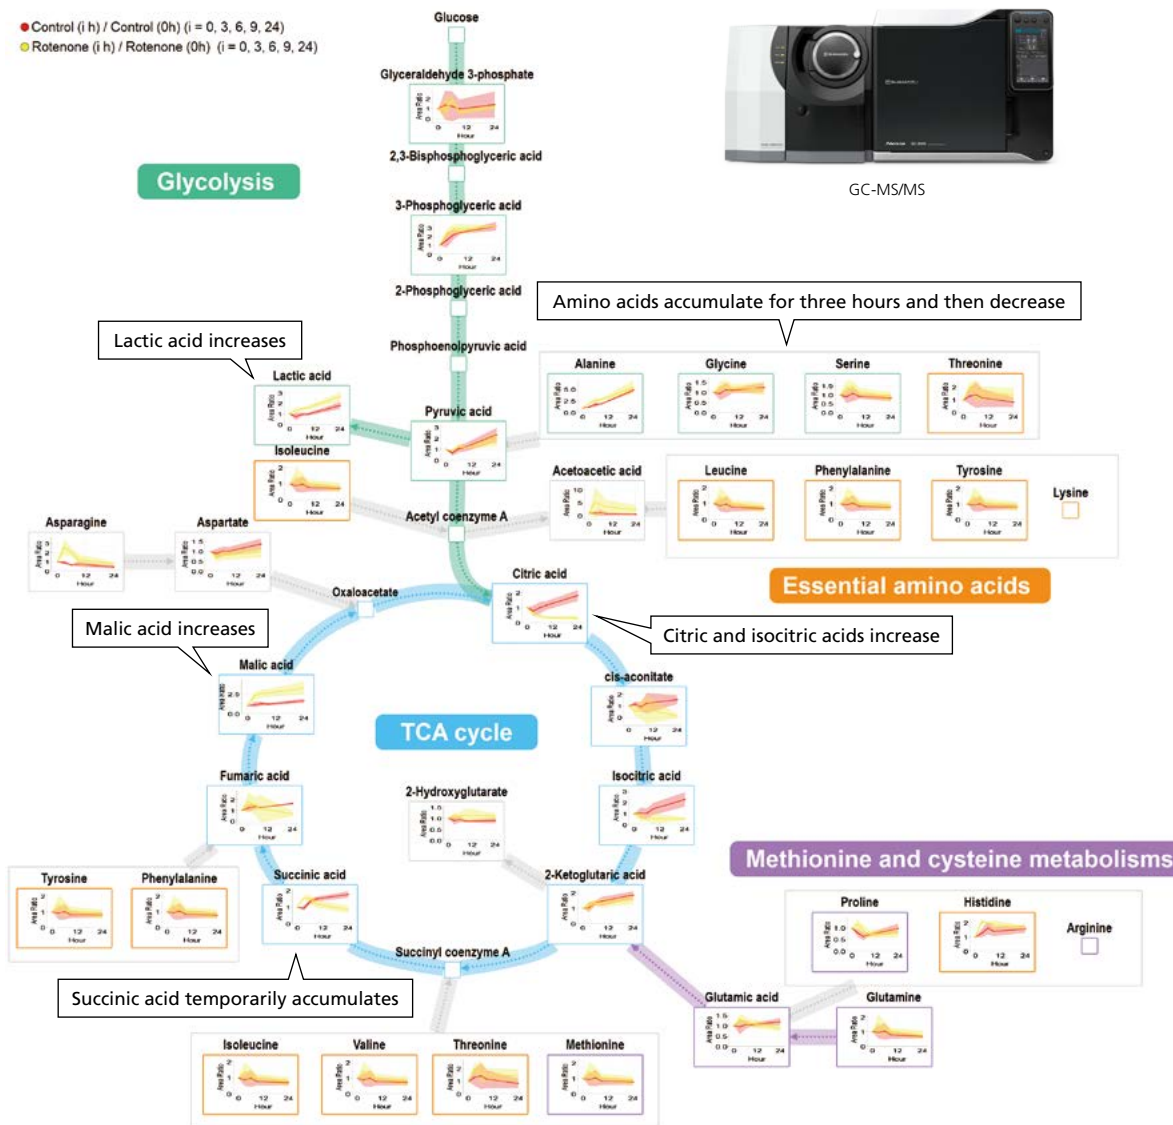 Control (i h) / Control (0h) (i = 0, 3, 6, 9, 24)
Rotenone (i h) / Rotenone (0h) (i = 0, 3, 6, 9, 24)
Glucose
Glyceraldehyde 3-phosphate
GC-MS/MS
2,3-Bisphosphoglyceric acid
Glycolysis
3-Phosphoglyceric acid
2-Phosphoglyceric acid
Amino acids accumulate for three hours and then decrease
Lactic acid increases
Phosphoenolpyruvic acid
Alanine
Glycine
Serine
Threonine
Lactic acid
Pyruvic acid
Isoleucine
Acetoacetic acid
Leucine
Phenylalanine
Tyrosine
Lysine
Acetyl coenzyme A
Asparagine
Aspartate
Essential amino acids
Citric acid
Oxaloacetate
Malic acid increases
Citric and isocitric acids increase
Malic acid
cis-aconitate
TCA cycle
Fumaric acid
2-Hydroxyglutarate
Isocitric acid
Methionine and cysteine metabolisms
Tyrosine
Phenylalanine
Succinic acid
2-Ketoglutaric acid
Proline
Histidine
Arginine
Succinyl coenzyme A
Succinic acid temporarily accumulates
Glutamic acid
Glutamine
Isoleucine
Valine
Threonine
Methionine
Area Ratio
Hour
0 12 24